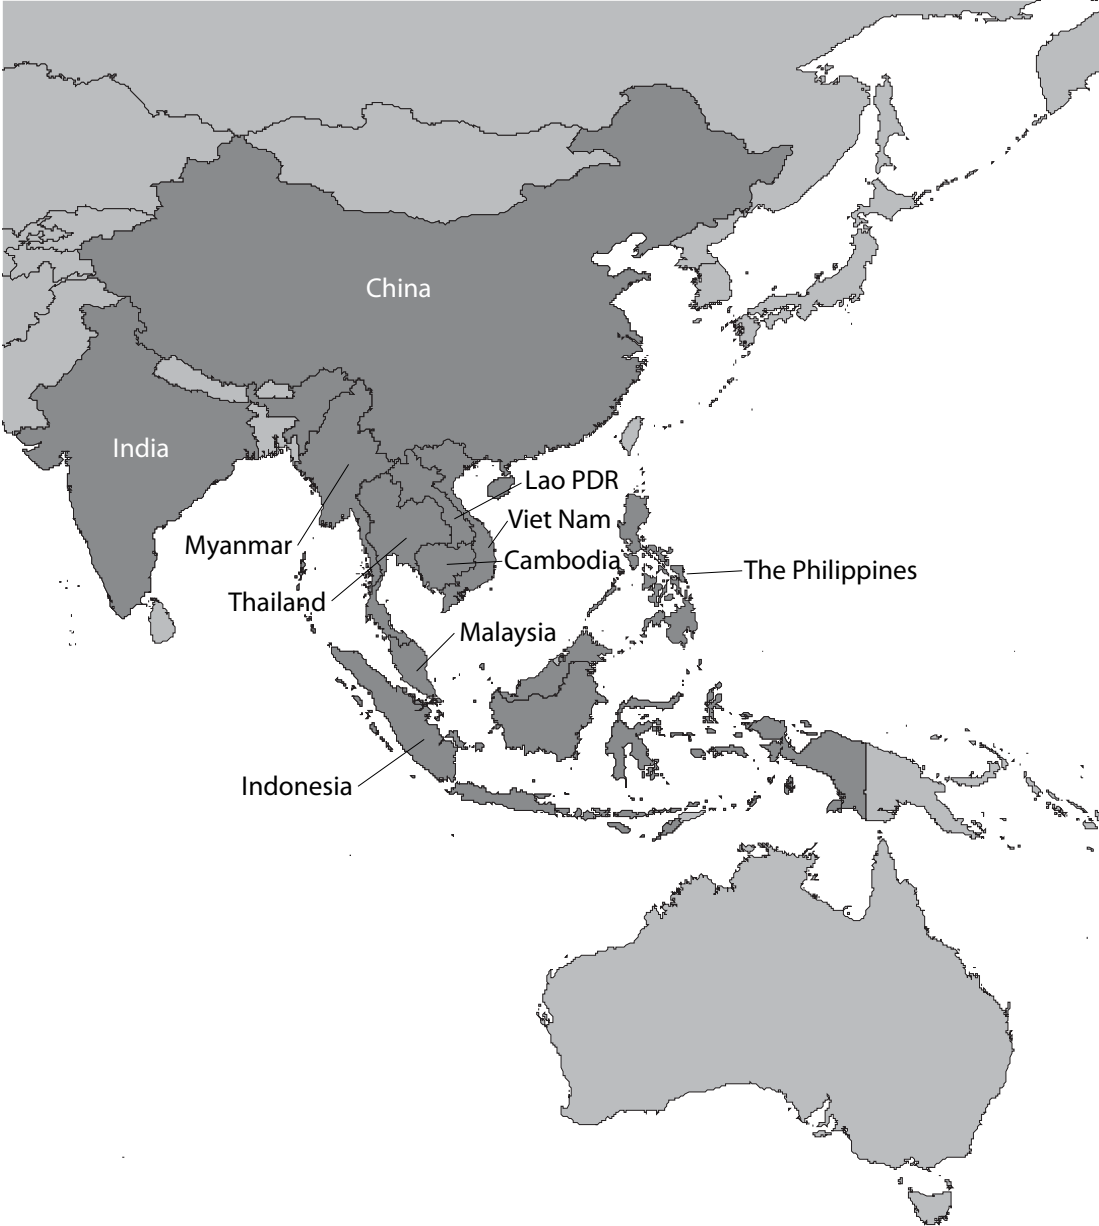 China
India
Lao PDR
Viet Nam
Myanmar
Cambodia
The Philippines
Thailand
Malaysia
Indonesia